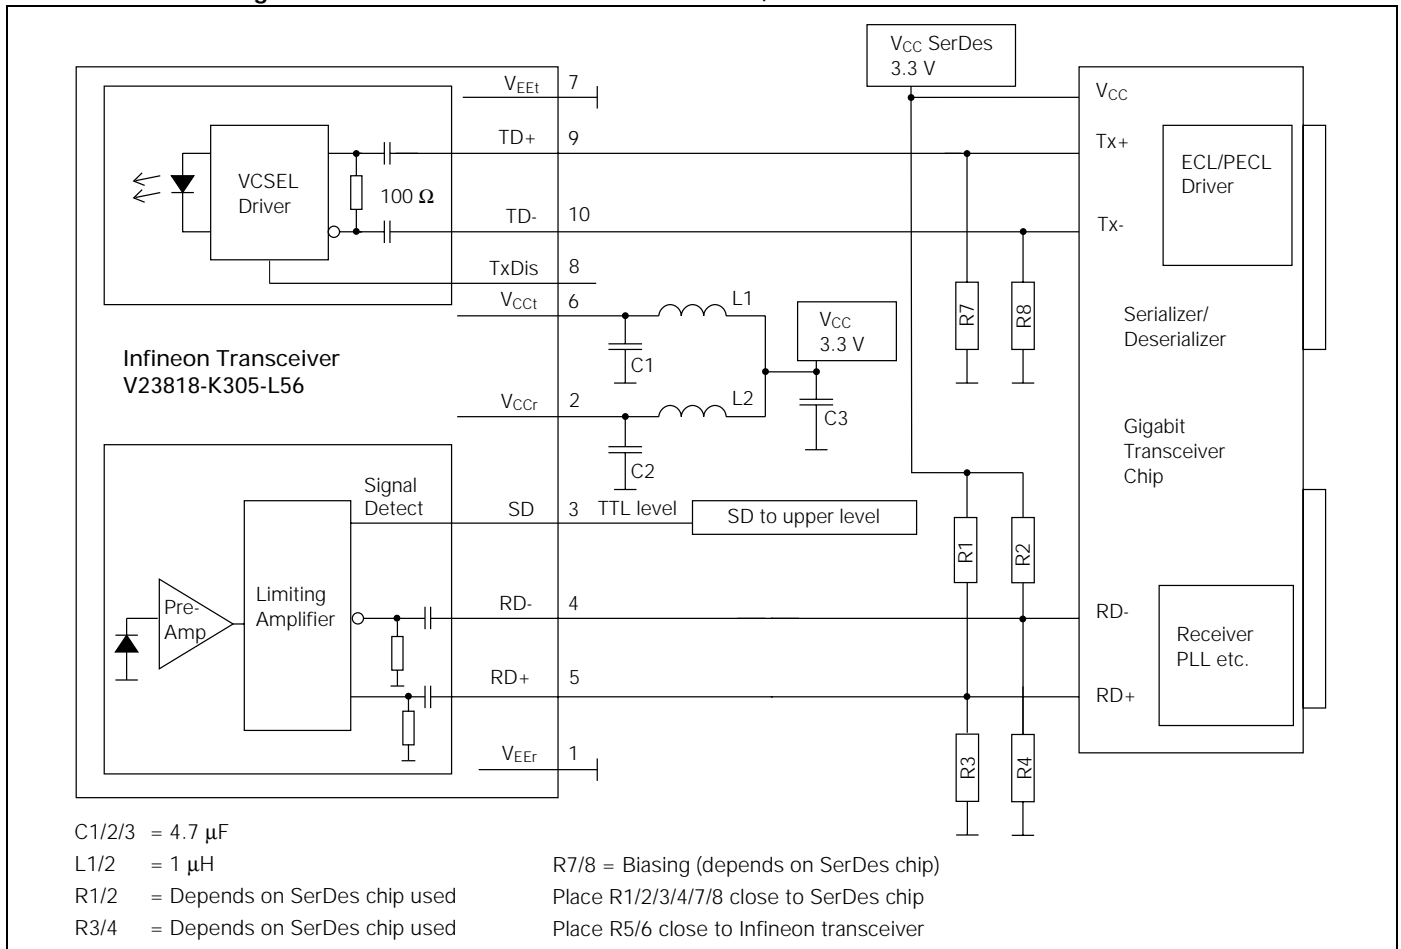 V_CC SerDes
3.3 V
V_EEt 7
V_CC
TD+ 9
Tx+
ECL/PECL
Driver
VCSEL
Driver
100 Ω
TD- 10
Tx-
TxDis 8
V_CCt 6
L1
V_CC
3.3 V
R7
R8
Serializer/
Deserializer
C1
Infineon Transceiver
V23818-K305-L56
V_CCr 2
L2
C3
C2
Gigabit
Transceiver
Chip
Signal
Detect
SD 3 TTL level
SD to upper level
R1
R2
Pre-
Amp
Limiting
Amplifier
RD- 4
RD-
Receiver
PLL etc.
RD+ 5
RD+
V_EEr 1
R3
R4
C1/2/3 = 4.7 μF
L1/2 = 1 μH
R1/2 = Depends on SerDes chip used
R3/4 = Depends on SerDes chip used
R7/8 = Biasing (depends on SerDes chip)
Place R1/2/3/4/7/8 close to SerDes chip
Place R5/6 close to Infineon transceiver